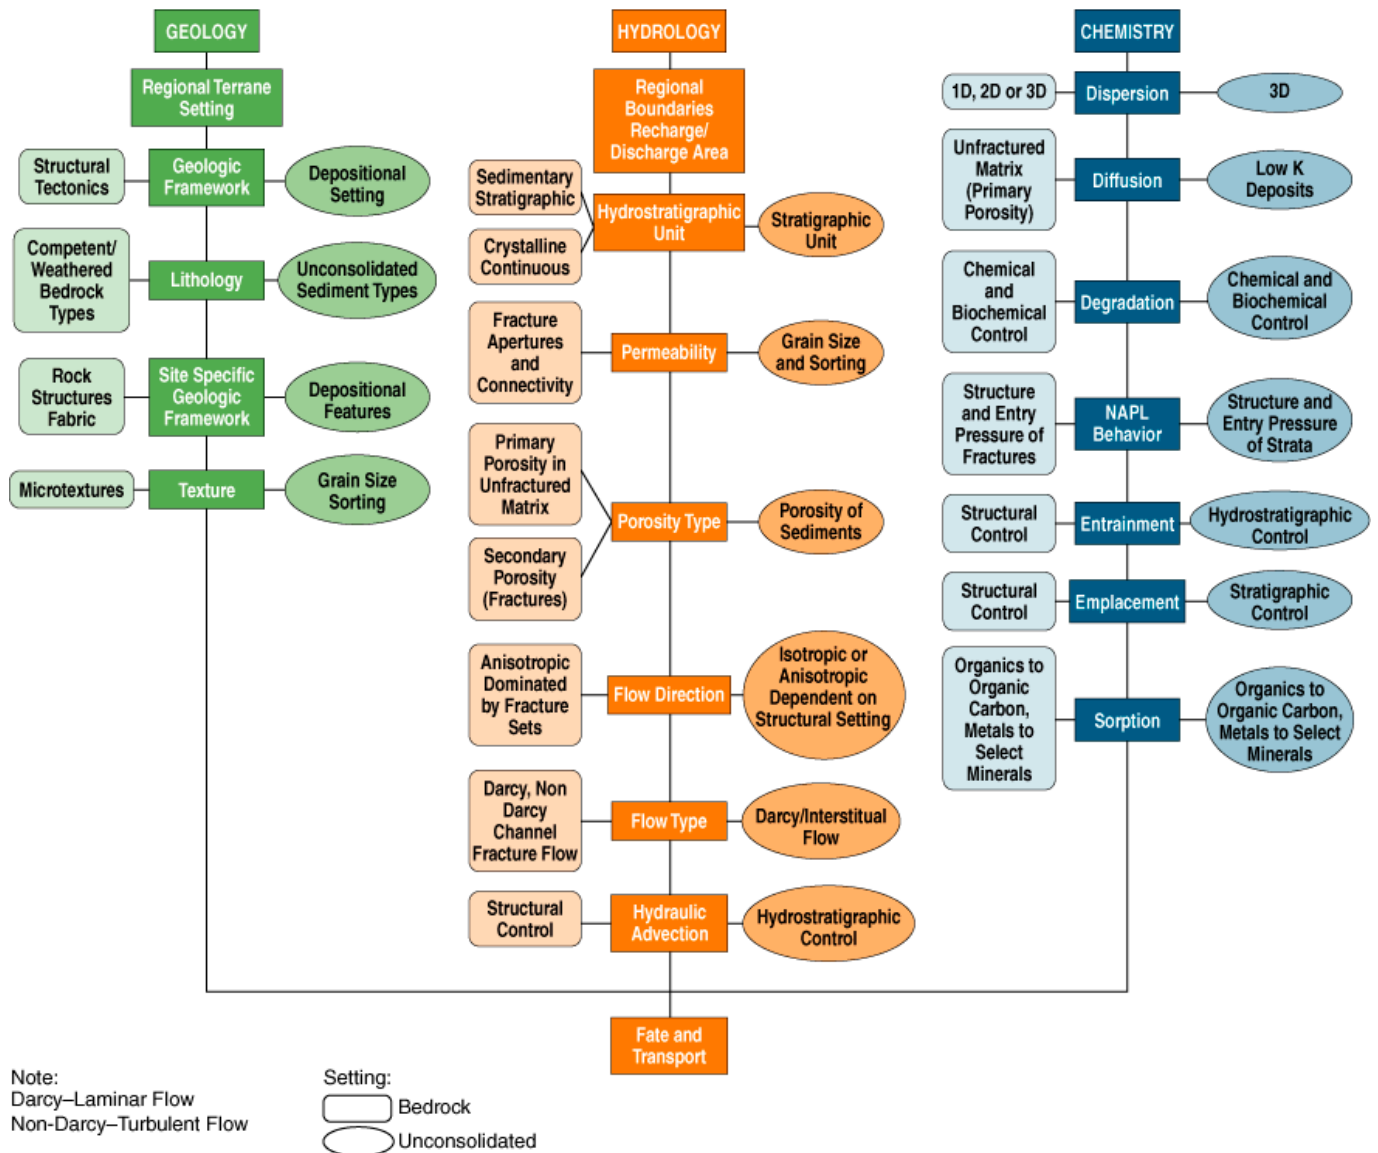 GEOLOGY
Regional Terrane
Setting
Structural
Tectonics
Geologic
Framework
Depositional
Setting
Competent/
Weathered
Bedrock
Types
Lithology
Unconsolidated
Sediment Types
Rock
Structures
Fabric
Site Specific
Geologic
Framework
Depositional
Features
Microtextures
Texture
Grain Size
Sorting
HYDROLOGY
Regional
Boundaries
Recharge/
Discharge Area
Sedimentary
Stratigraphic
Crystalline
Continuous
Hydrostratigraphic
Unit
Stratigraphic
Unit
Fracture
Apertures
and
Connectivity
Permeability
Grain Size
and Sorting
Primary
Porosity in
Unfractured
Matrix
Secondary
Porosity
(Fractures)
Porosity Type
Porosity of
Sediments
Anisotropic
Dominated
by Fracture
Sets
Flow Direction
Isotropic or
Anisotropic
Dependent on
Structural Setting
Darcy, Non
Darcy
Channel
Fracture Flow
Flow Type
Darcy/Interstitual
Flow
Structural
Control
Hydraulic
Advection
Hydrostratigraphic
Control
CHEMISTRY
1D, 2D or 3D
Dispersion
3D
Unfractured
Matrix
(Primary
Porosity)
Diffusion
Low K
Deposits
Chemical
and
Biochemical
Control
Degradation
Chemical and
Biochemical
Control
Structure
and Entry
Pressure of
Fractures
NAPL
Behavior
Structure and
Entry Pressure
of Strata
Structural
Control
Entrainment
Hydrostratigraphic
Control
Structural
Control
Emplacement
Stratigraphic
Control
Organics to
Organic
Carbon,
Metals to
Select
Minerals
Sorption
Organics to
Organic Carbon,
Metals to Select
Minerals
Fate and
Transport
Note:
Darcy–Laminar Flow
Non-Darcy–Turbulent Flow
Setting:
Bedrock
Unconsolidated